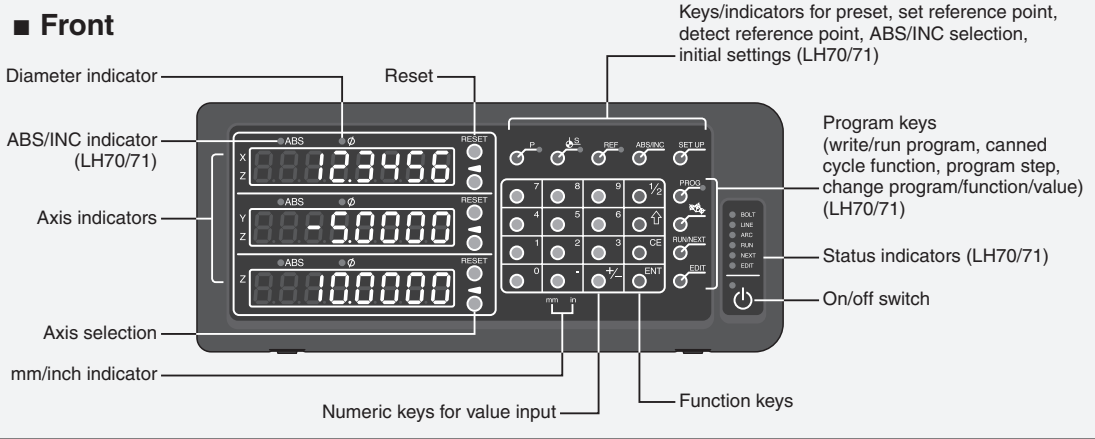 ■ Front
Keys/indicators for preset, set reference point,
detect reference point, ABS/INC selection,
initial settings (LH70/71)
Diameter indicator
Reset
ABS/INC indicator
(LH70/71)
Axis indicators
Axis selection
mm/inch indicator
Numeric keys for value input
Function keys
Program keys
(write/run program, canned
cycle function, program step,
change program/function/value)
(LH70/71)
Status indicators (LH70/71)
On/off switch
ABS Ø RESET
X
Z
123.456
ABS Ø RESET
Y
Z
-5.0000
ABS Ø RESET
Z
10.0000
P LS REF ABS/INC SET UP
7 8 9 1/2 PROG
4 5 6 ⇧
1 2 3 CE RUN/NEXT
0 . +/- ENT EDIT
mm in
BOLT
LINE
ARC
RUN
NEXT
EDIT